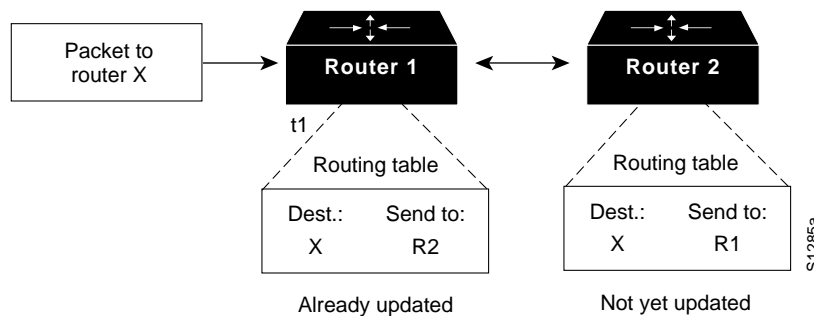 Packet to
router X
Router 1
Router 2
t1
Routing table
Dest.: Send to:
X R2
Already updated
Routing table
Dest.: Send to:
X R1
Not yet updated
S1285a